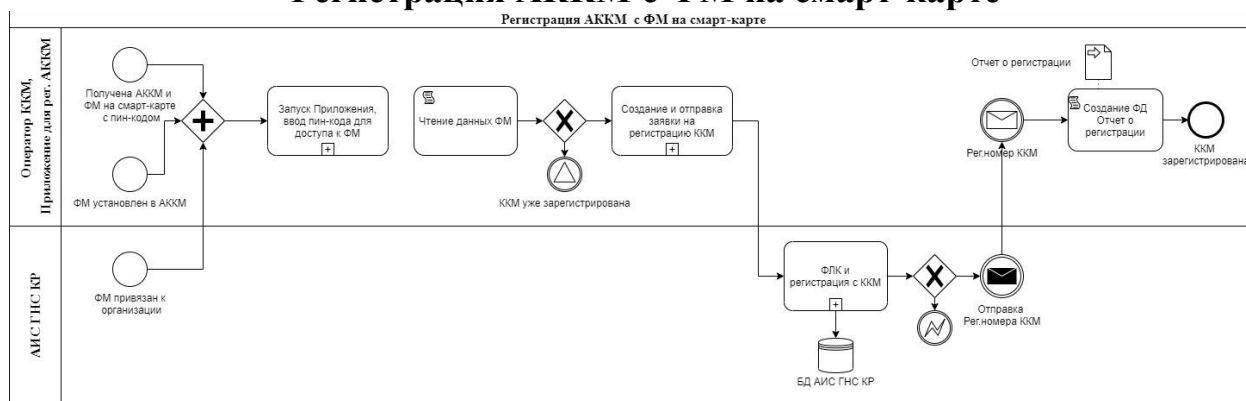 Регистрация АККМ с ФМ на смарт-карте
Регистрация АККМ с ФМ на смарт-карте
Оператор ККМ,
Приложение для рег. АККМ
Получена АККМ и
ФМ на смарт-карте
с пин-кодом
ФМ установлен в АККМ
Запуск Приложения,
ввод пин-кода для
доступа к ФМ
Чтение данных ФМ
ККМ уже зарегистрирована
Создание и отправка
заявки на
регистрацию ККМ
Отчет о регистрации
Рег.номер ККМ
Создание ФД
Отчет о
регистрации
ККМ
зарегистрирована
АИС ГНС КР
ФМ привязан к
организации
ФЛК и
регистрация с ККМ
БД АИС ГНС КР
Отправка
Рег.номера ККМ